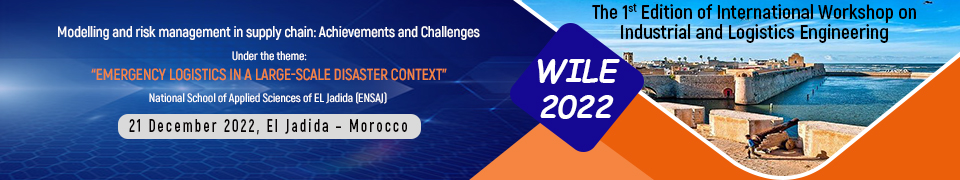 Modelling and risk management in supply chain: Achievements and Challenges
Under the theme:
“EMERGENCY LOGISTICS IN A LARGE-SCALE DISASTER CONTEXT”
National School of Applied Sciences of EL Jadida (ENSAJ)
21 December 2022, El Jadida - Morocco
WILE
2022
The 1st Edition of International Workshop on
Industrial and Logistics Engineering